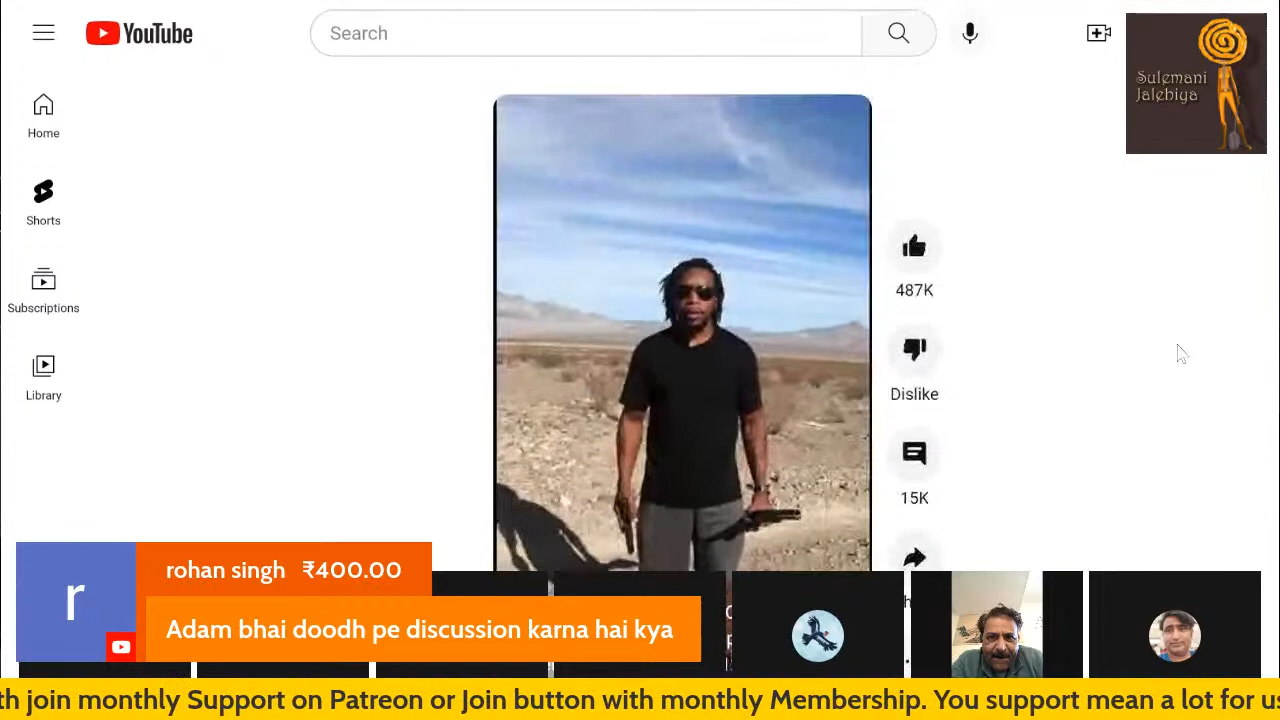 YouTube
Search
Sulemani
Jalebiya
Home
Shorts
Subscriptions
Library
487K
Dislike
15K
rohan singh ₹400.00
r
Adam bhai doodh pe discussion karna hai kya
th join monthly Support on Patreon or Join button with monthly Membership. You support mean a lot for us